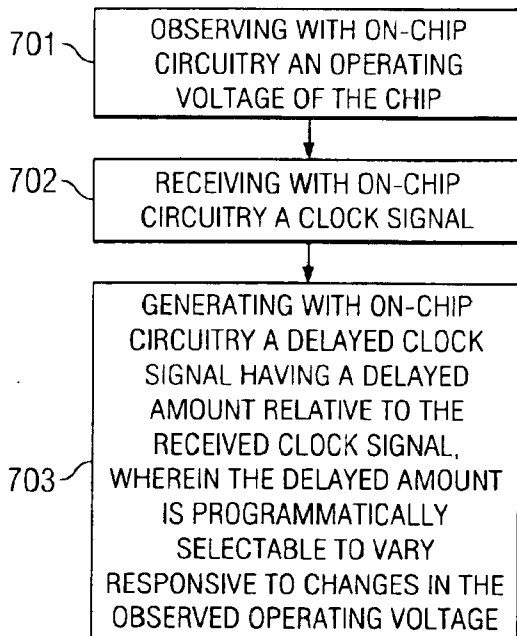 701
OBSERVING WITH ON-CHIP
CIRCUITRY AN OPERATING
VOLTAGE OF THE CHIP
702
RECEIVING WITH ON-CHIP
CIRCUITRY A CLOCK SIGNAL
703
GENERATING WITH ON-CHIP
CIRCUITRY A DELAYED CLOCK
SIGNAL HAVING A DELAYED
AMOUNT RELATIVE TO THE
RECEIVED CLOCK SIGNAL,
WHEREIN THE DELAYED AMOUNT
IS PROGRAMMATICALLY
SELECTABLE TO VARY
RESPONSIVE TO CHANGES IN THE
OBSERVED OPERATING VOLTAGE